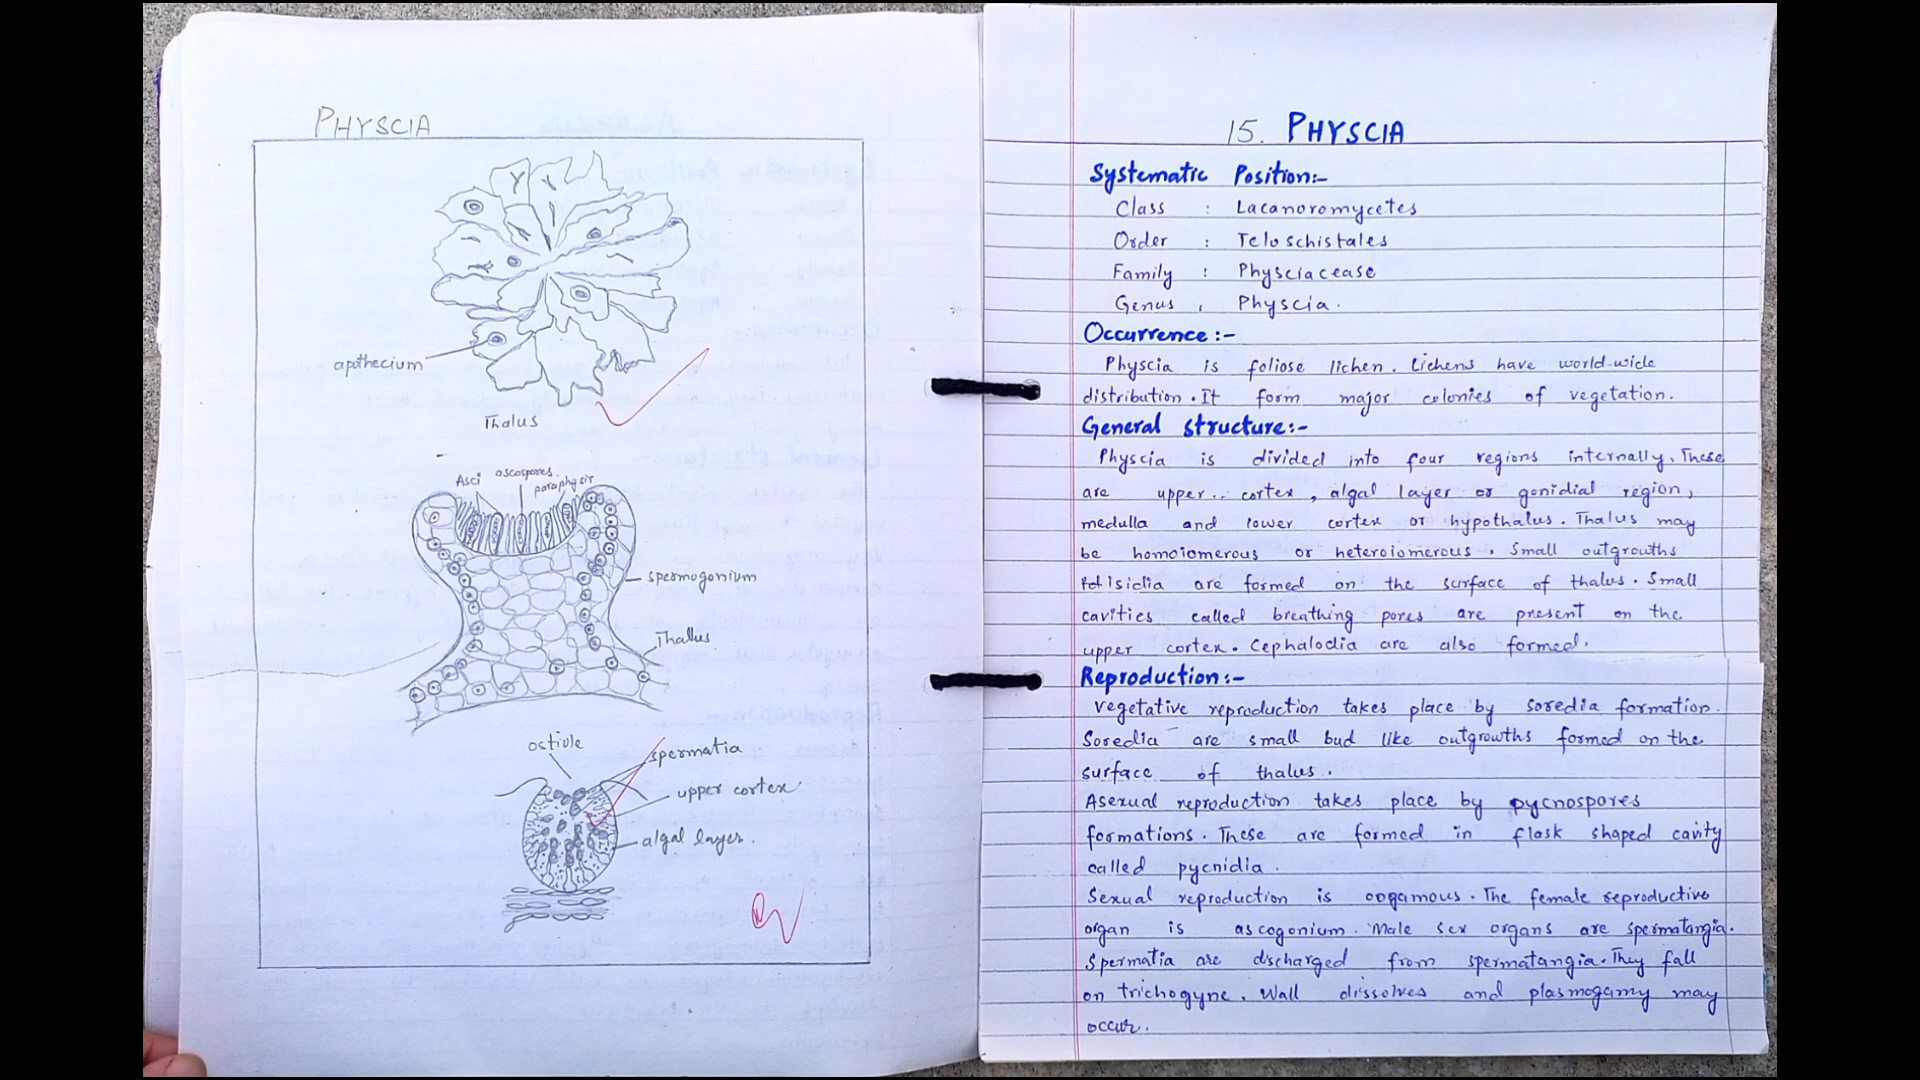 PHYSCIA
apothecium
Thalus
Asci
ascospores
paraphysis
spermogonium
Thallus
ostiole
spermatia
upper cortex
algal layer.
15. PHYSCIA
Systematic Position:-
Class : Lacanoromycetes
Order : Teloschistales
Family : Physciacease
Genus : Physcia.
Occurrence :-
Physcia is foliose lichen. Lichens have world-wide
distribution. It form major colonies of vegetation.
General structure:-
Physcia is divided into four regions internally. These
are upper.. cortex, algal layer or gonidial region,
medulla and lower cortex or hypothalus. Thalus may
be homoiomerous or heteroiomerous. Small outgrowths
are formed on the surface of thalus. Small
cavities called breathing pores are present on the
upper cortex. Cephalodia are also formed.
Reproduction:-
Vegetative reproduction takes place by soredia formation.
Soredia are small bud like outgrowths formed on the
surface of thalus.
Asexual reproduction takes place by pycnospores
formations. These are formed in flask shaped cavity
called pycnidia.
Sexual reproduction is oogamous. The female reproductive
organ is ascogonium. Male sex organs are spermatangia.
Spermatia are discharged from spermatangia. They fall
on trichogyne. Wall dissolves and plasmogamy may
occur.